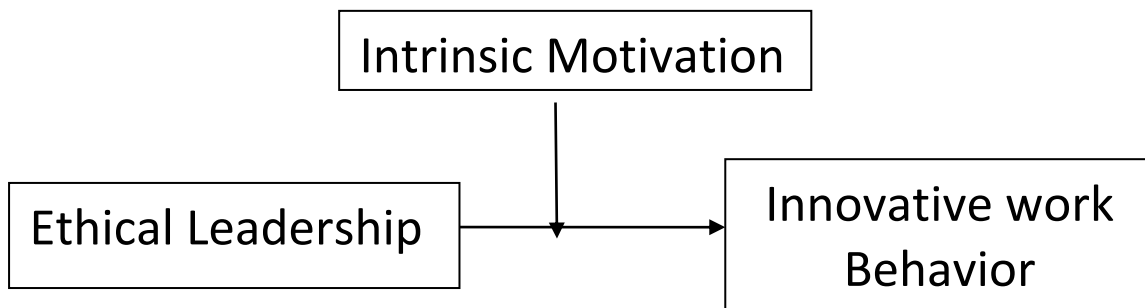 Intrinsic Motivation
Ethical Leadership
Innovative work
Behavior